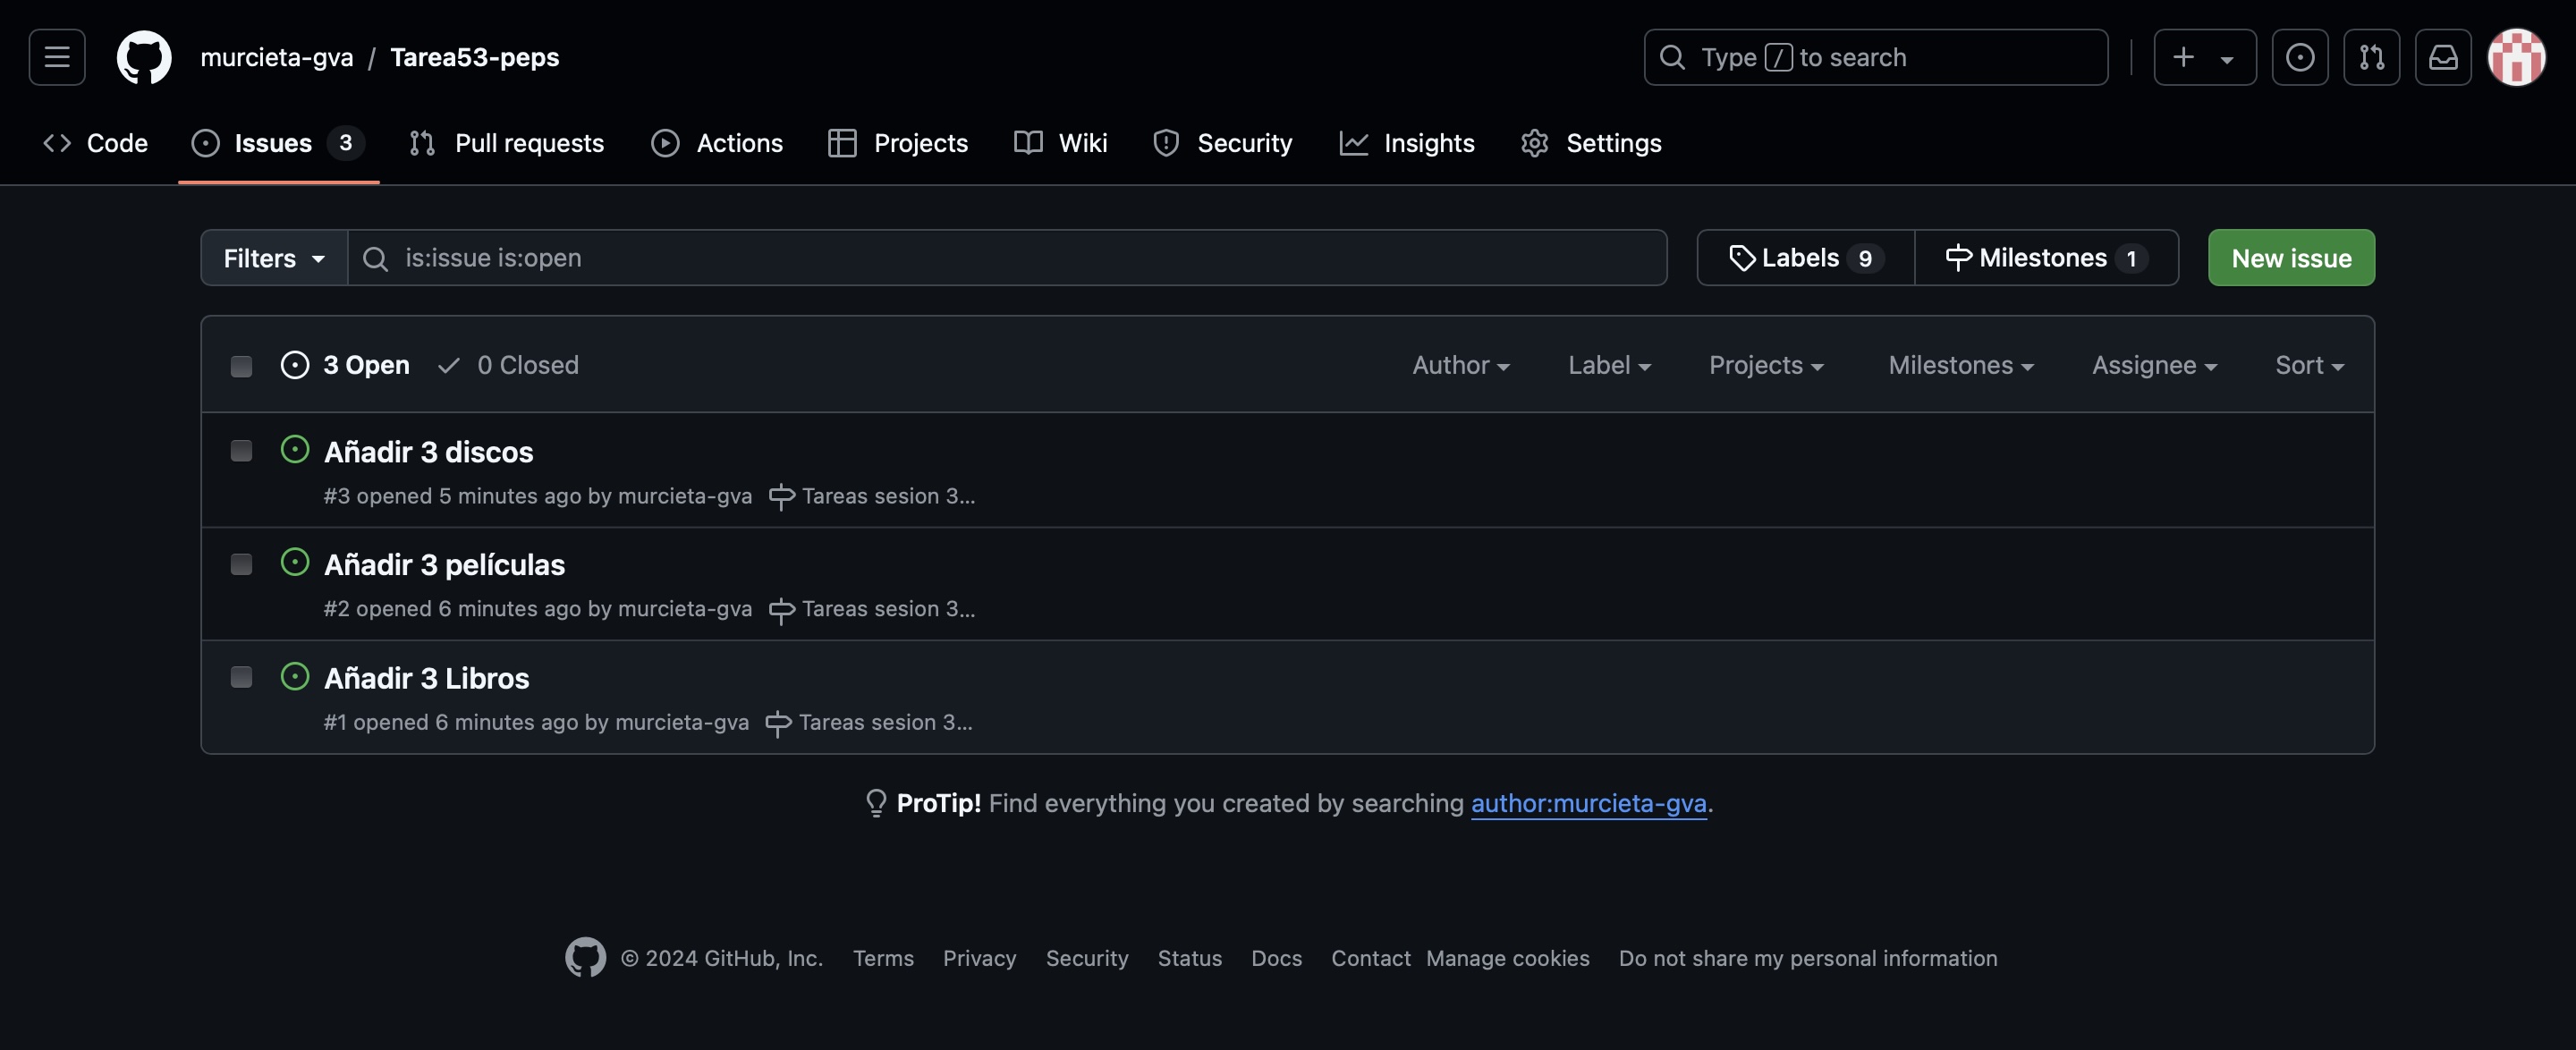 murcieta-gva / Tarea53-peps
Type / to search
Code Issues 3 Pull requests Actions Projects Wiki Security Insights Settings
Filters is:issue is:open Labels 9 Milestones 1 New issue
3 Open 0 Closed Author Label Projects Milestones Assignee Sort
Añadir 3 discos
#3 opened 5 minutes ago by murcieta-gva Tareas sesion 3...
Añadir 3 películas
#2 opened 6 minutes ago by murcieta-gva Tareas sesion 3...
Añadir 3 Libros
#1 opened 6 minutes ago by murcieta-gva Tareas sesion 3...
ProTip! Find everything you created by searching author:murcieta-gva.
© 2024 GitHub, Inc. Terms Privacy Security Status Docs Contact Manage cookies Do not share my personal information